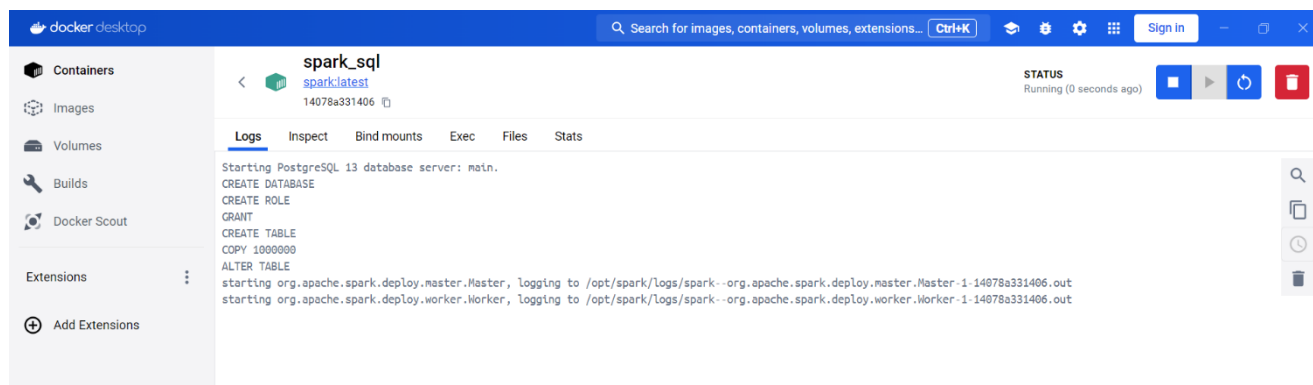 docker desktop
Search for images, containers, volumes, extensions... Ctrl+K
Sign in
Containers
Images
Volumes
Builds
Docker Scout
Extensions
Add Extensions
spark_sql
spark:latest
14078a331406
STATUS
Running (0 seconds ago)
Logs Inspect Bind mounts Exec Files Stats
Starting PostgreSQL 13 database server: main.
CREATE DATABASE
CREATE ROLE
GRANT
CREATE TABLE
COPY 1000000
ALTER TABLE
starting org.apache.spark.deploy.master.Master, logging to /opt/spark/logs/spark--org.apache.spark.deploy.master.Master-1-14078a331406.out
starting org.apache.spark.deploy.worker.Worker, logging to /opt/spark/logs/spark--org.apache.spark.deploy.worker.Worker-1-14078a331406.out